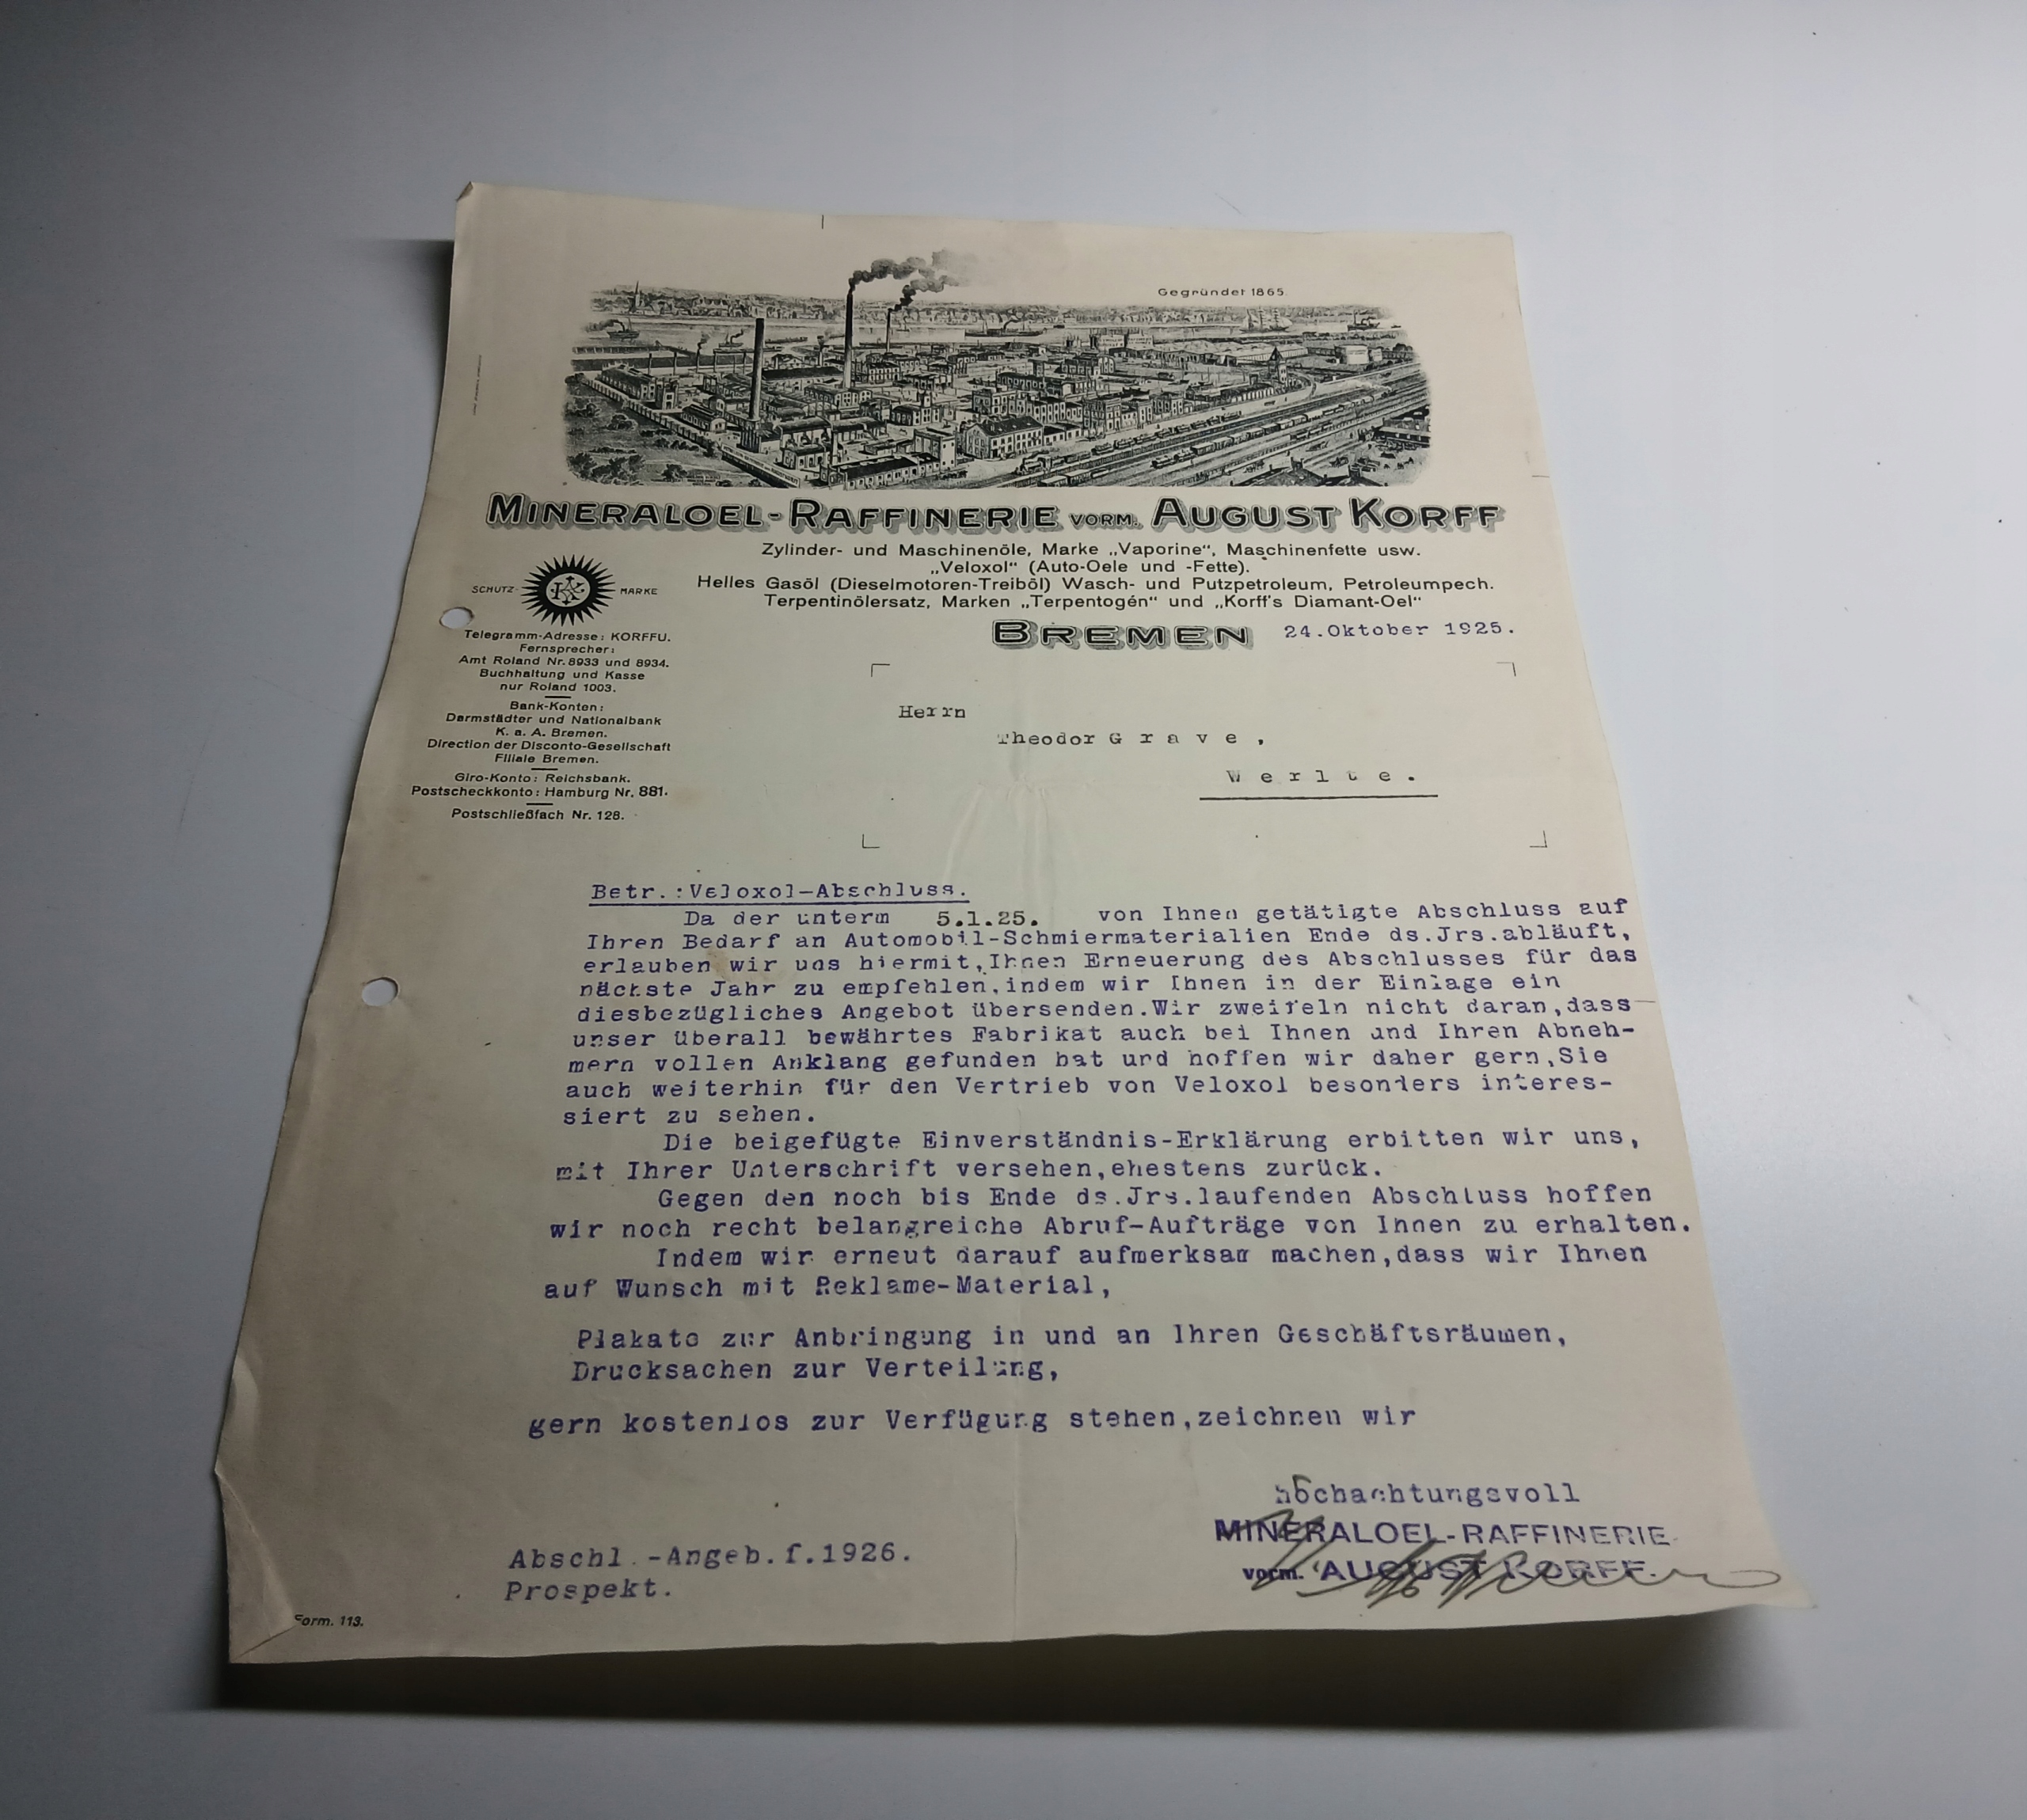 Gegründet 1865.
MINERALOEL-RAFFINERIE VORM. AUGUST KORFF
Zylinder- und Maschinenöle, Marke „Vaporine“, Maschinenfette usw.
„Veloxol“ (Auto-Oele und -Fette).
Helles Gasöl (Dieselmotoren-Treiböl) Wasch- und Putzpetroleum, Petroleumpech.
Terpentinölersatz, Marken „Terpentogén“ und „Korff's Diamant-Oel“
SCHUTZ- MARKE
BREMEN 24.Oktober 1925.
Telegramm-Adresse: KORFFU.
Fernsprecher:
Amt Roland Nr. 8933 und 8934.
Buchhaltung und Kasse
nur Roland 1003.
Bank-Konten:
Darmstädter und Nationalbank
K. a. A. Bremen.
Direction der Disconto-Gesellschaft
Filiale Bremen.
Giro-Konto: Reichsbank.
Postscheckkonto: Hamburg Nr. 881.
Postschließfach Nr. 128.
Herrn
Theodor G r a v e ,
W e r l t e .
Betr.:Veloxol-Abschluss.
Da der unterm 5.1.25. von Ihnen getätigte Abschluss auf
Ihren Bedarf an Automobil-Schmiermaterialien Ende ds.Jrs.abläuft,
erlauben wir uns hiermit,Ihnen Erneuerung des Abschlusses für das
nächste Jahr zu empfehlen,indem wir Ihnen in der Einlage ein
diesbezügliches Angebot übersenden.Wir zweifeln nicht daran,dass
unser überall bewährtes Fabrikat auch bei Ihnen und Ihren Abneh-
mern vollen Anklang gefunden hat und hoffen wir daher gern,Sie
auch weiterhin für den Vertrieb von Veloxol besonders interes-
siert zu sehen.
Die beigefügte Einverständnis-Erklärung erbitten wir uns,
mit Ihrer Unterschrift versehen,ehestens zurück.
Gegen den noch bis Ende ds.Jrs.laufenden Abschluss hoffen
wir noch recht belangreiche Abruf-Aufträge von Ihnen zu erhalten.
Indem wir erneut darauf aufmerksam machen,dass wir Ihnen
auf Wunsch mit Reklame-Material,
Plakate zur Anbringung in und an Ihren Geschäftsräumen,
Drucksachen zur Verteilung,
gern kostenlos zur Verfügung stehen,zeichnen wir
hochachtungsvoll
MINERALOEL-RAFFINERIE
vorm. AUGUST KORFF.
Abschl.-Angeb.f.1926.
Prospekt.
Form. 113.